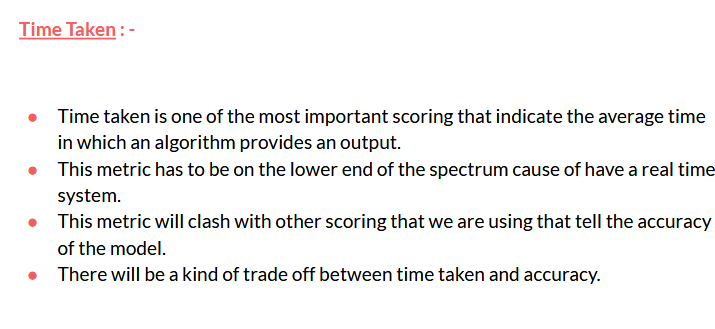 Time Taken : -
● Time taken is one of the most important scoring that indicate the average time
in which an algorithm provides an output.
● This metric has to be on the lower end of the spectrum cause of have a real time
system.
● This metric will clash with other scoring that we are using that tell the accuracy
of the model.
● There will be a kind of trade off between time taken and accuracy.